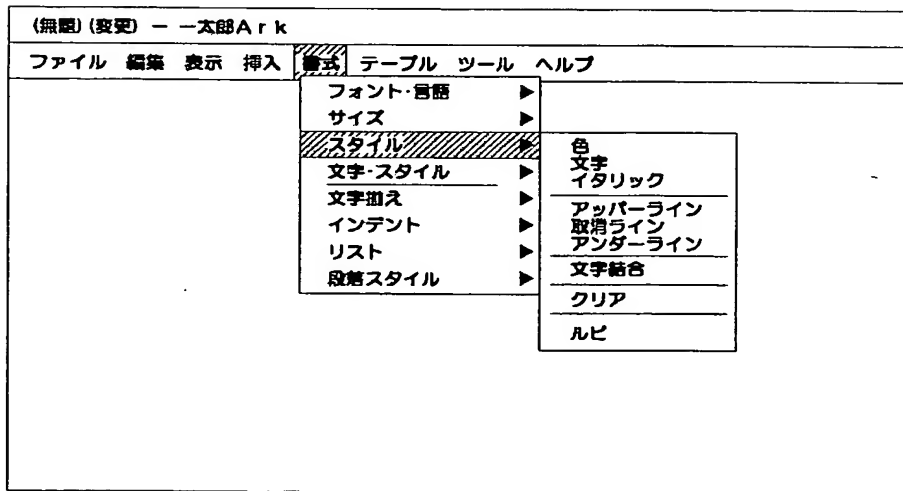 (無題)(変更) ー 一太郎Ark
ファイル 編集 表示 挿入 書式 テーブル ツール ヘルプ
フォント·言語 ▶
サイズ ▶
スタイル ▶
文字·スタイル ▶
文字揃え ▶
インデント ▶
リスト ▶
段落スタイル ▶
色
文字
イタリック
アッパーライン
取消ライン
アンダーライン
文字結合
クリア
ルビ